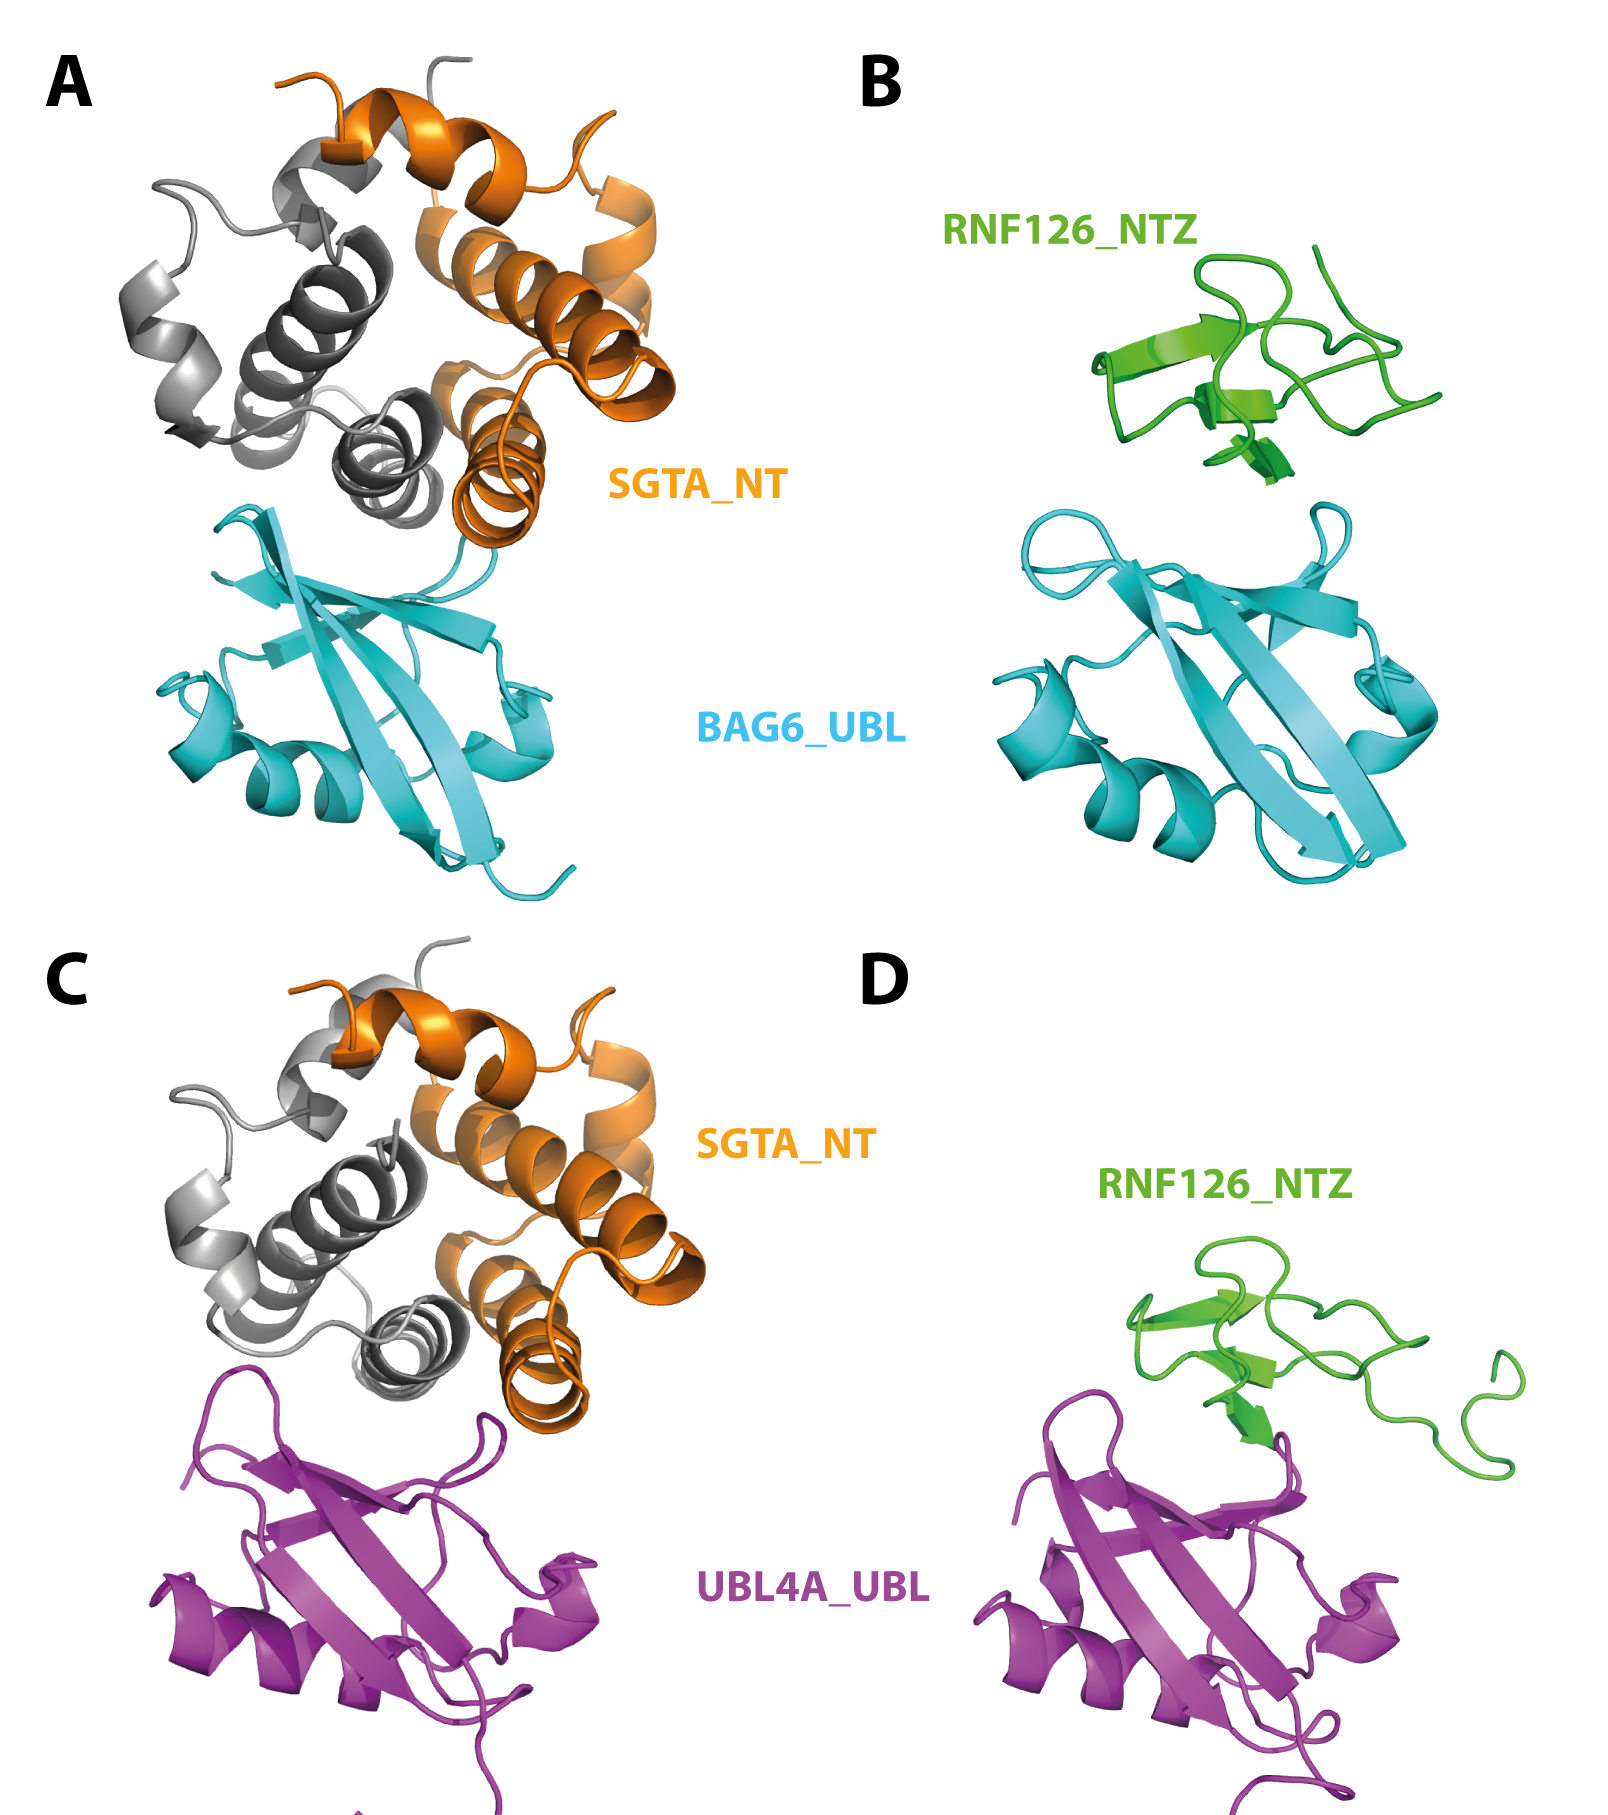 A
B
RNF126_NTZ
SGTA_NT
BAG6_UBL
C
D
SGTA_NT
RNF126_NTZ
UBL4A_UBL